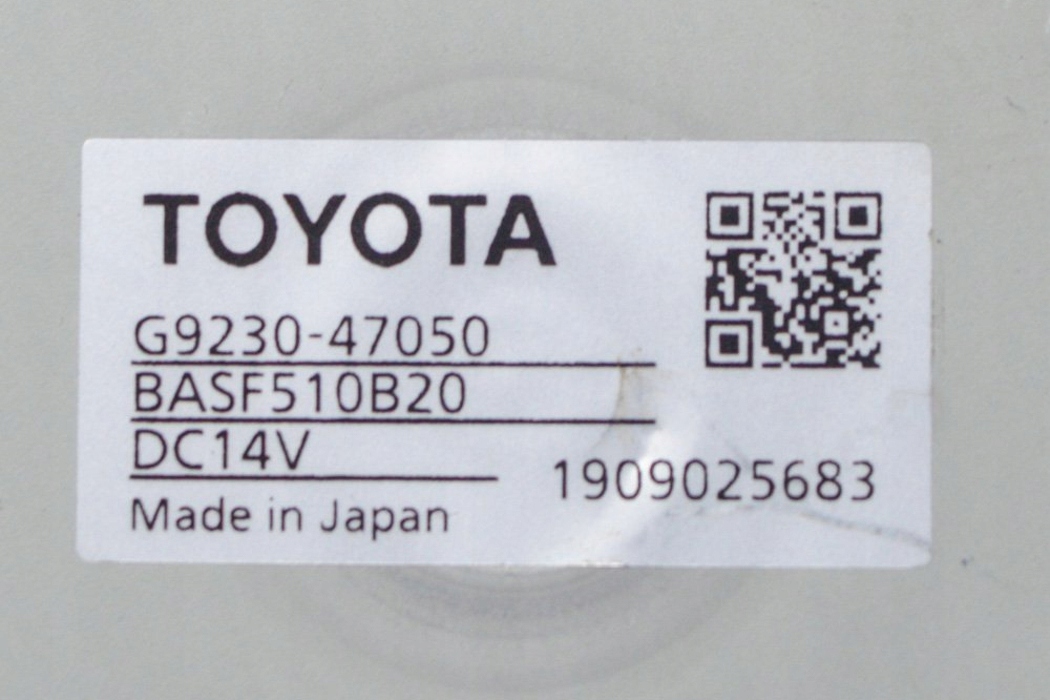 TOYOTA
G9230-47050
BASF510B20
DC14V
1909025683
Made in Japan